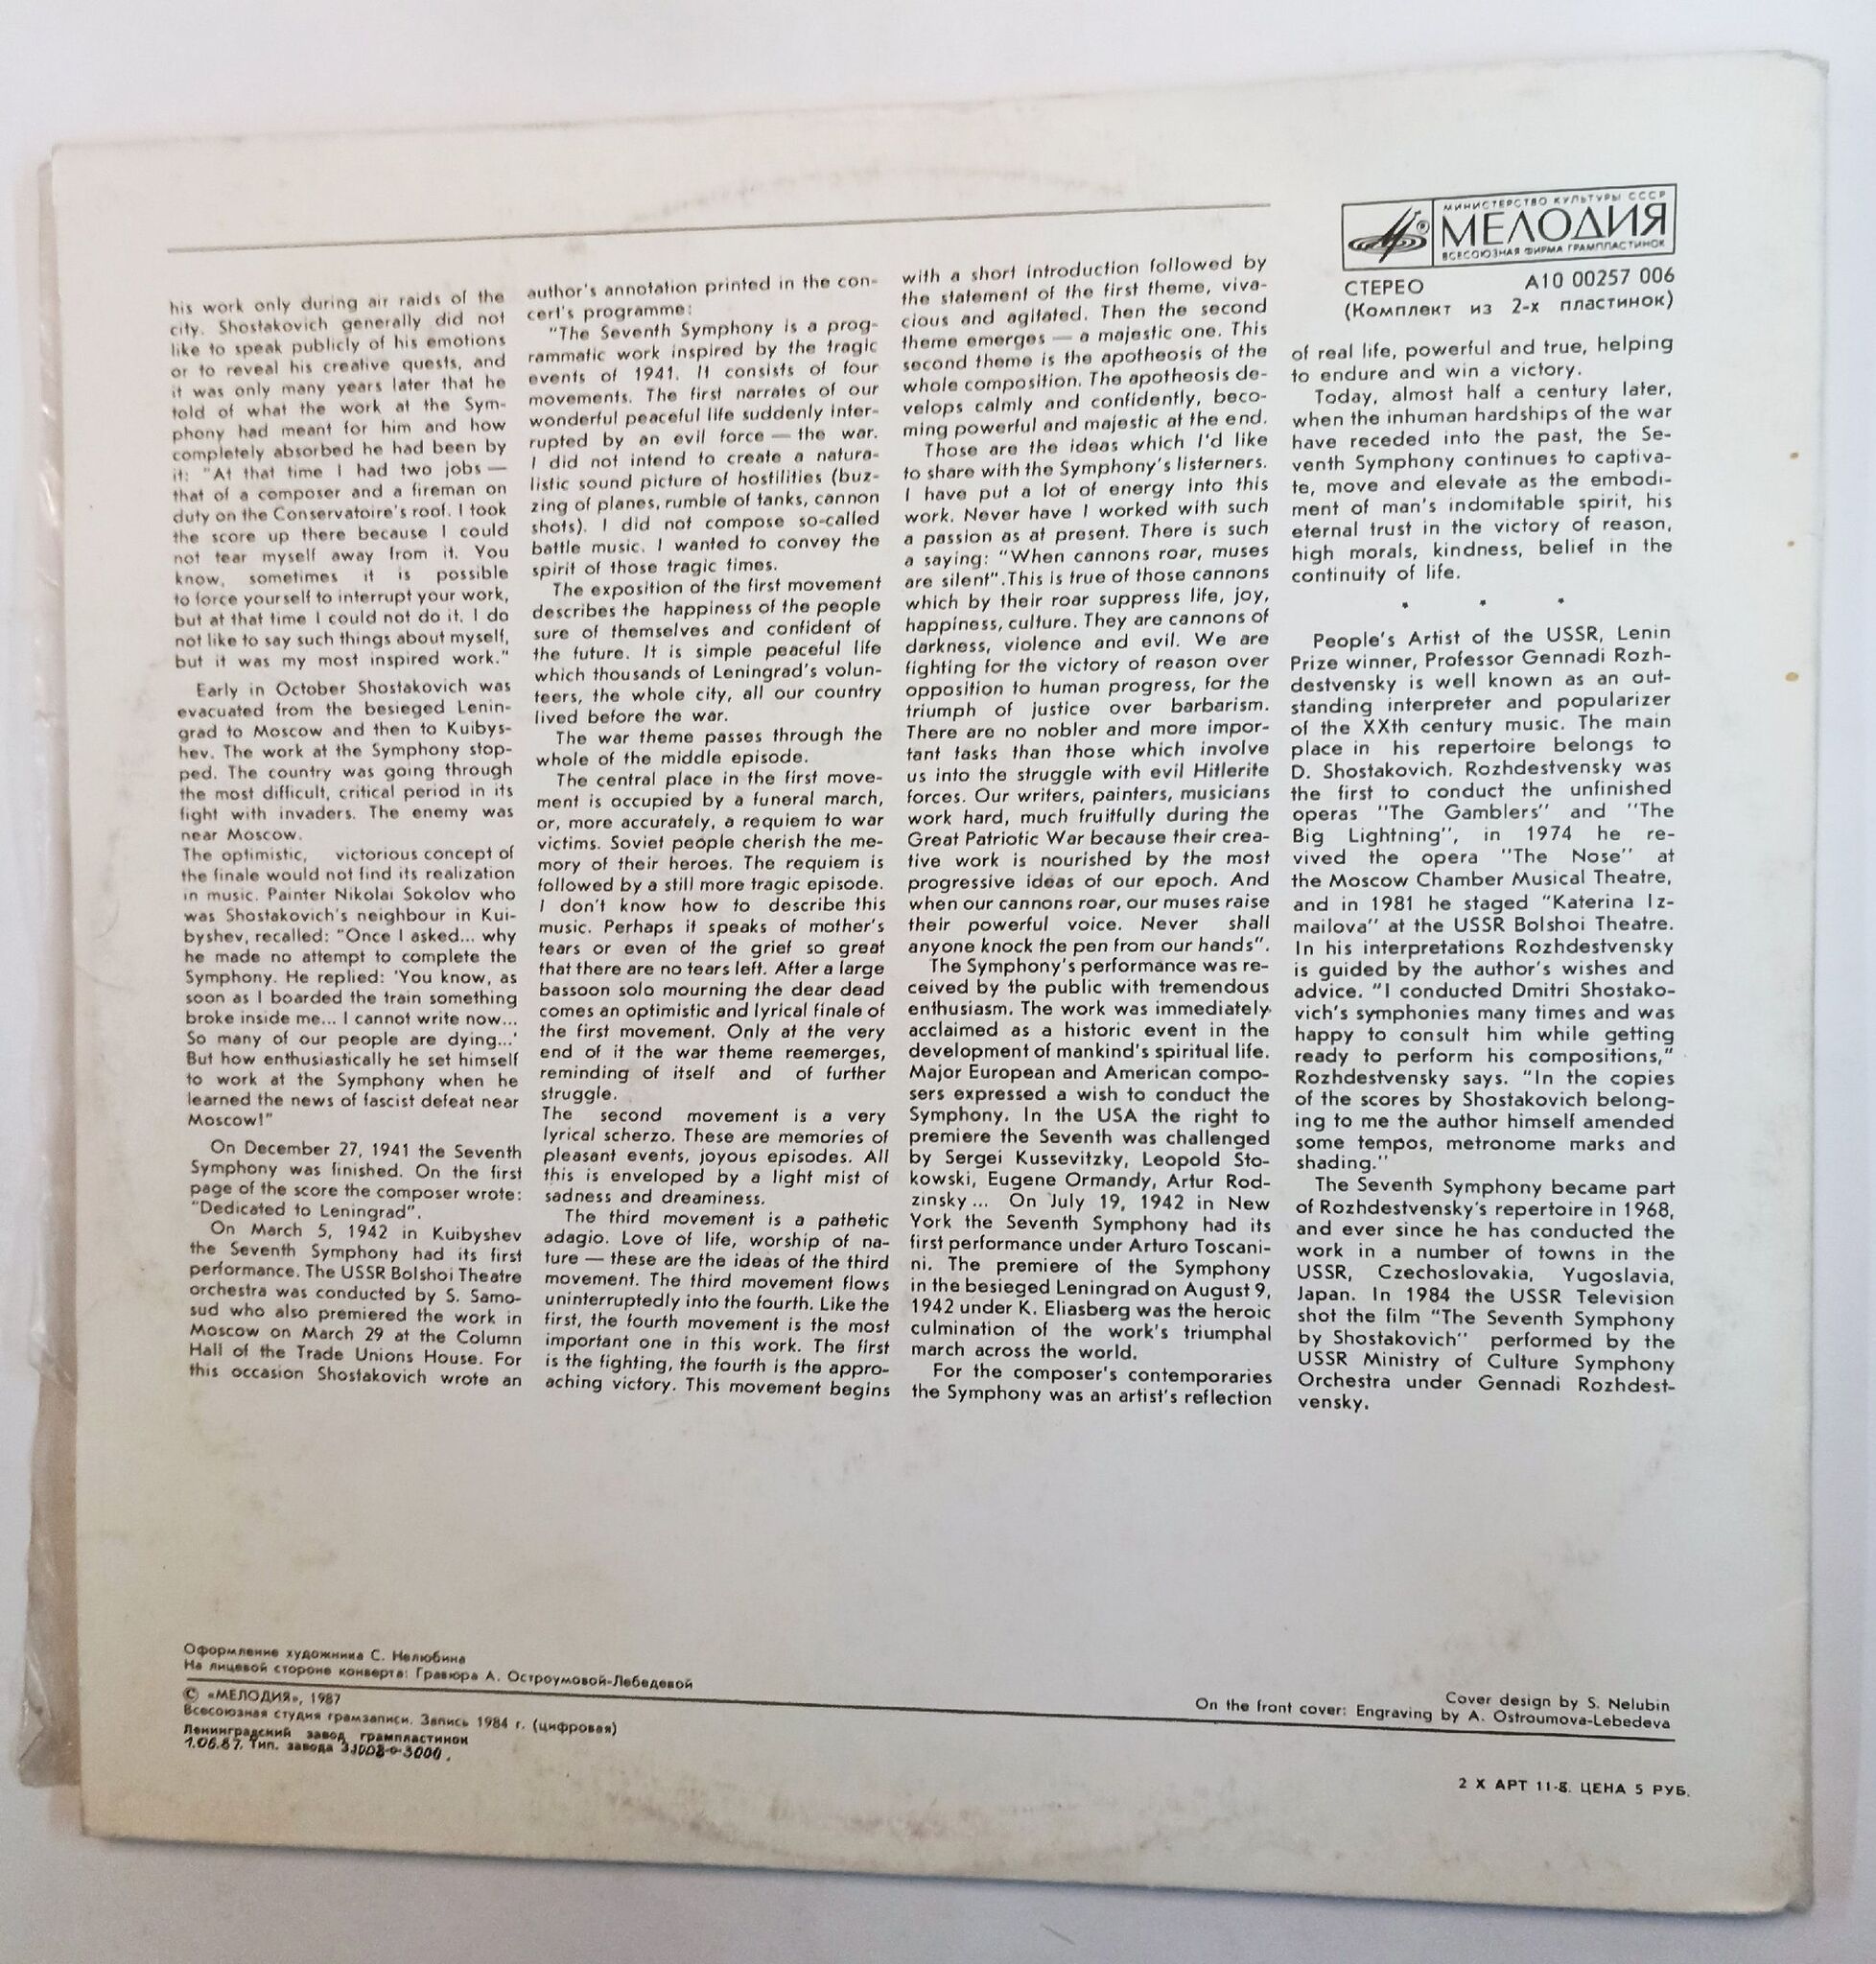 his work only during air raids of the
city. Shostakovich generally did not
like to speak publicly of his emotions
or to reveal his creative quests, and
it was only many years later that he
told of what the work at the Sym-
phony had meant for him and how
completely absorbed he had been by
it: "At that time I had two jobs —
that of a composer and a fireman on
duty on the Conservatoire's roof. I took
the score up there because I could
not tear myself away from it. You
know, sometimes it is possible
to force yourself to interrupt your work,
but at that time I could not do it. I do
not like to say such things about myself,
but it was my most inspired work."
Early in October Shostakovich was
evacuated from the besieged Lenin-
grad to Moscow and then to Kuibys-
hev. The work at the Symphony stop-
ped. The country was going through
the most difficult, critical period in its
fight with invaders. The enemy was
near Moscow.
The optimistic, victorious concept of
the finale would not find its realization
in music. Painter Nikolai Sokolov who
was Shostakovich's neighbour in Kui-
byshev, recalled: "Once I asked... why
he made no attempt to complete the
Symphony. He replied: 'You know, as
soon as I boarded the train something
broke inside me... I cannot write now...
So many of our people are dying...'
But how enthusiastically he set himself
to work at the Symphony when he
learned the news of fascist defeat near
Moscow!"
On December 27, 1941 the Seventh
Symphony was finished. On the first
page of the score the composer wrote:
"Dedicated to Leningrad".
On March 5, 1942 in Kuibyshev
the Seventh Symphony had its first
performance. The USSR Bolshoi Theatre
orchestra was conducted by S. Samo-
sud who also premiered the work in
Moscow on March 29 at the Column
Hall of the Trade Unions House. For
this occasion Shostakovich wrote an
author's annotation printed in the con-
cert's programme:
"The Seventh Symphony is a prog-
rammatic work inspired by the tragic
events of 1941. It consists of four
movements. The first narrates of our
wonderful peaceful life suddenly inter-
rupted by an evil force — the war.
I did not intend to create a natura-
listic sound picture of hostilities (buz-
zing of planes, rumble of tanks, cannon
shots). I did not compose so-called
battle music. I wanted to convey the
spirit of those tragic times.
The exposition of the first movement
describes the happiness of the people
sure of themselves and confident of
the future. It is simple peaceful life
which thousands of Leningrad's volun-
teers, the whole city, all our country
lived before the war.
The war theme passes through the
whole of the middle episode.
The central place in the first move-
ment is occupied by a funeral march,
or, more accurately, a requiem to war
victims. Soviet people cherish the me-
mory of their heroes. The requiem is
followed by a still more tragic episode.
I don't know how to describe this
music. Perhaps it speaks of mother's
tears or even of the grief so great
that there are no tears left. After a large
bassoon solo mourning the dear dead
comes an optimistic and lyrical finale of
the first movement. Only at the very
end of it the war theme reemerges,
reminding of itself and of further
struggle.
The second movement is a very
lyrical scherzo. These are memories of
pleasant events, joyous episodes. All
this is enveloped by a light mist of
sadness and dreaminess.
The third movement is a pathetic
adagio. Love of life, worship of na-
ture — these are the ideas of the third
movement. The third movement flows
uninterruptedly into the fourth. Like the
first, the fourth movement is the most
important one in this work. The first
is the fighting, the fourth is the appro-
aching victory. This movement begins
with a short introduction followed by
the statement of the first theme, viva-
cious and agitated. Then the second
theme emerges — a majestic one. This
second theme is the apotheosis of the
whole composition. The apotheosis de-
velops calmly and confidently, beco-
ming powerful and majestic at the end.
Those are the ideas which I'd like
to share with the Symphony's listerners.
I have put a lot of energy into this
work. Never have I worked with such
a passion as at present. There is such
a saying: "When cannons roar, muses
are silent". This is true of those cannons
which by their roar suppress life, joy,
happiness, culture. They are cannons of
darkness, violence and evil. We are
fighting for the victory of reason over
opposition to human progress, for the
triumph of justice over barbarism.
There are no nobler and more impor-
tant tasks than those which involve
us into the struggle with evil Hitlerite
forces. Our writers, painters, musicians
work hard, much fruitfully during the
Great Patriotic War because their crea-
tive work is nourished by the most
progressive ideas of our epoch. And
when our cannons roar, our muses raise
their powerful voice. Never shall
anyone knock the pen from our hands".
The Symphony's performance was re-
ceived by the public with tremendous
enthusiasm. The work was immediately
acclaimed as a historic event in the
development of mankind's spiritual life.
Major European and American compo-
sers expressed a wish to conduct the
Symphony. In the USA the right to
premiere the Seventh was challenged
by Sergei Kussevitzky, Leopold Sto-
kowski, Eugene Ormandy, Artur Rod-
zinsky... On July 19, 1942 in New
York the Seventh Symphony had its
first performance under Arturo Toscani-
ni. The premiere of the Symphony
in the besieged Leningrad on August 9,
1942 under K. Eliasberg was the heroic
culmination of the work's triumphal
march across the world.
For the composer's contemporaries
the Symphony was an artist's reflection
МИНИСТЕРСТВО КУЛЬТУРЫ СССР
МЕЛОДИЯ
ВСЕСОЮЗНАЯ ФИРМА ГРАМПЛАСТИНОК
СТЕРЕО А10 00257 006
(Комплект из 2-х пластинок)
of real life, powerful and true, helping
to endure and win a victory.
Today, almost half a century later,
when the inhuman hardships of the war
have receded into the past, the Se-
venth Symphony continues to captiva-
te, move and elevate as the embodi-
ment of man's indomitable spirit, his
eternal trust in the victory of reason,
high morals, kindness, belief in the
continuity of life.
* * *
People's Artist of the USSR, Lenin
Prize winner, Professor Gennadi Rozh-
destvensky is well known as an out-
standing interpreter and popularizer
of the XXth century music. The main
place in his repertoire belongs to
D. Shostakovich. Rozhdestvensky was
the first to conduct the unfinished
operas "The Gamblers" and "The
Big Lightning", in 1974 he re-
vived the opera "The Nose" at
the Moscow Chamber Musical Theatre,
and in 1981 he staged "Katerina Iz-
mailova" at the USSR Bolshoi Theatre.
In his interpretations Rozhdestvensky
is guided by the author's wishes and
advice. "I conducted Dmitri Shostako-
vich's symphonies many times and was
happy to consult him while getting
ready to perform his compositions,"
Rozhdestvensky says. "In the copies
of the scores by Shostakovich belong-
ing to me the author himself amended
some tempos, metronome marks and
shading."
The Seventh Symphony became part
of Rozhdestvensky's repertoire in 1968,
and ever since he has conducted the
work in a number of towns in the
USSR, Czechoslovakia, Yugoslavia,
Japan. In 1984 the USSR Television
shot the film "The Seventh Symphony
by Shostakovich" performed by the
USSR Ministry of Culture Symphony
Orchestra under Gennadi Rozhdest-
vensky.
Оформление художника С. Нелюбина
На лицевой стороне конверта: Гравюра А. Остроумовой-Лебедевой
© «МЕЛОДИЯ», 1987
Всесоюзная студия грамзаписи. Запись 1984 г. (цифровая)
Ленинградский завод грампластинок
1.06.87. Тип. завода
Cover design by S. Nelubin
On the front cover: Engraving by A. Ostroumova-Lebedeva
2 X АРТ 11-8. ЦЕНА 5 РУБ.